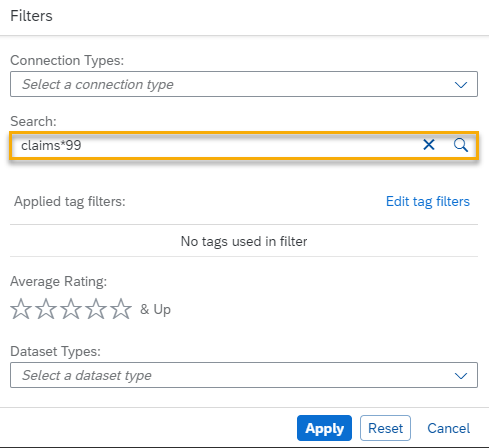 Filters
Connection Types:
Select a connection type
Search:
claims*99
Applied tag filters: Edit tag filters
No tags used in filter
Average Rating:
& Up
Dataset Types:
Select a dataset type
Apply Reset Cancel